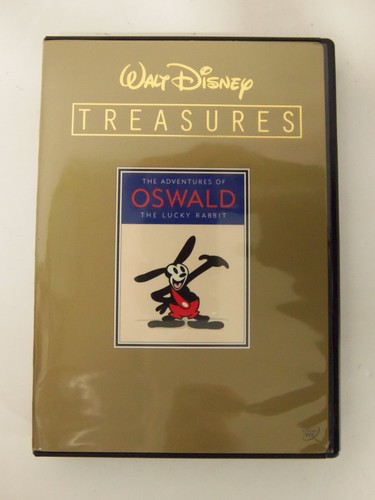 WALT DISNEY
TREASURES
THE ADVENTURES OF
OSWALD
THE LUCKY RABBIT